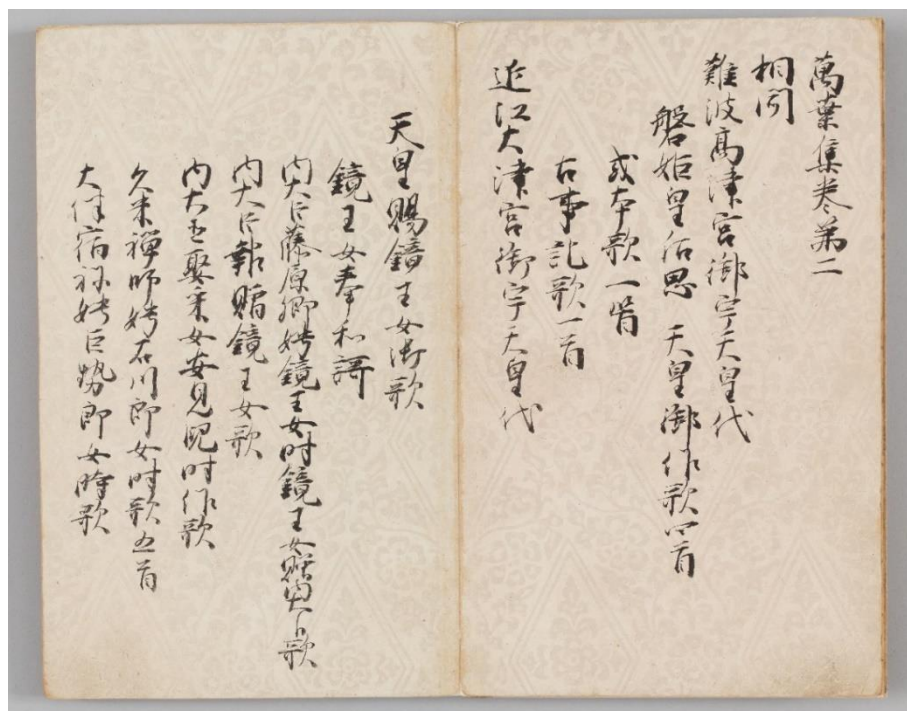 萬葉集巻第二
相聞
難波高津宮御宇天皇代
磐姫皇后思 天皇御作歌四首
或本歌一首
古事記歌一首
近江大津宮御宇天皇代
天皇賜鏡王女御歌
鏡王女奉和謌
内大臣藤原卿娉鏡王女時鏡王女贈内大臣歌
内大臣報贈鏡王女歌
内大臣娶采女安見児時作歌
久米禅師娉石川郎女時歌五首
大伴宿祢娉巨勢郎女時歌